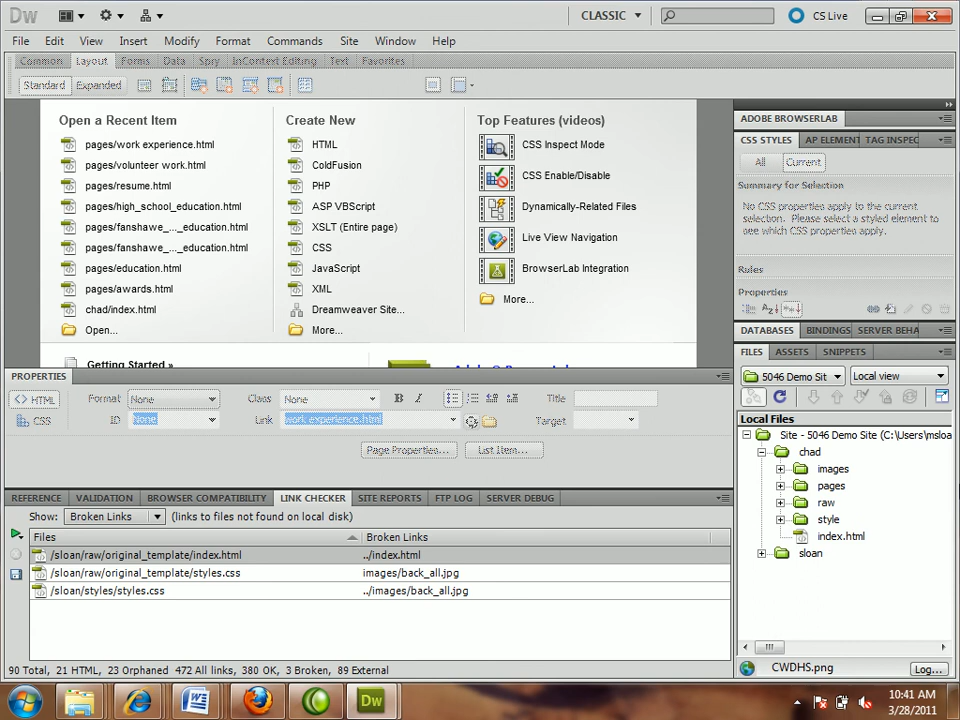 Dw CLASSIC CS Live
File Edit View Insert Modify Format Commands Site Window Help
Common Layout Forms Data Spry InContext Editing Text Favorites
Standard Expanded
Open a Recent Item
pages/work experience.html
pages/volunteer work.html
pages/resume.html
pages/high_school_education.html
pages/fanshawe_..._education.html
pages/fanshawe_..._education.html
pages/education.html
pages/awards.html
chad/index.html
Open...
Create New
HTML
ColdFusion
PHP
ASP VBScript
XSLT (Entire page)
CSS
JavaScript
XML
Dreamweaver Site...
More...
Top Features (videos)
CSS Inspect Mode
CSS Enable/Disable
Dynamically-Related Files
Live View Navigation
BrowserLab Integration
More...
Getting Started »
ADOBE BROWSERLAB
CSS STYLES AP ELEMENT TAG INSPEC
All Current
Summary for Selection
No CSS properties apply to the current
selection. Please select a styled element to
see which CSS properties apply.
Rules
Properties
DATABASES BINDINGS SERVER BEHA
FILES ASSETS SNIPPETS
5046 Demo Sit Local view
Local Files
Site - 5046 Demo Site (C:\Users\msloa
chad
images
pages
raw
style
index.html
sloan
CWDHS.png Log...
PROPERTIES
HTML Format None Class None B I Title
CSS ID None Link work experience.html Target
Page Properties... List Item...
REFERENCE VALIDATION BROWSER COMPATIBILITY LINK CHECKER SITE REPORTS FTP LOG SERVER DEBUG
Show: Broken Links (links to files not found on local disk)
Files Broken Links
/sloan/raw/original_template/index.html ../index.html
/sloan/raw/original_template/styles.css images/back_all.jpg
/sloan/styles/styles.css ../images/back_all.jpg
90 Total, 21 HTML, 23 Orphaned 472 All links, 380 OK, 3 Broken, 89 External
Dw
10:41 AM
3/28/2011